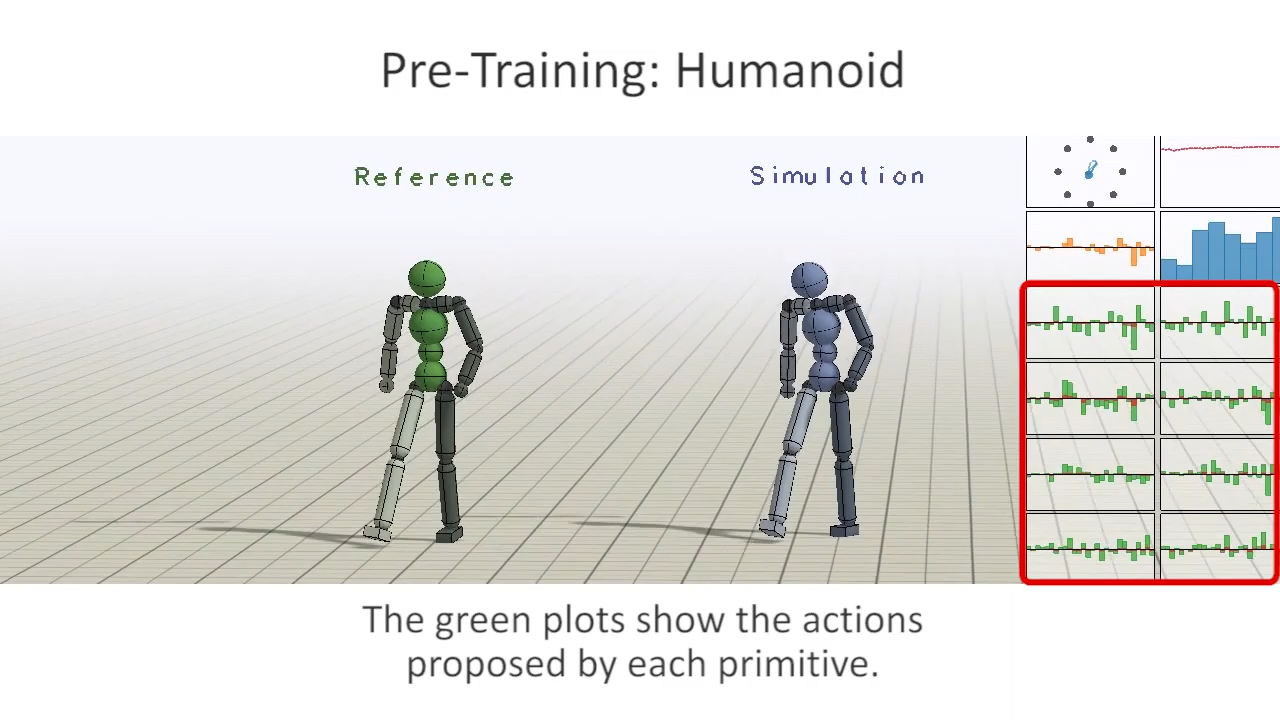 Pre-Training: Humanoid
Reference
Simulation
The green plots show the actions
proposed by each primitive.